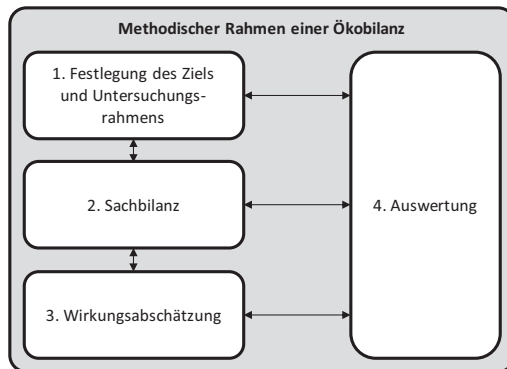 Methodischer Rahmen einer Ökobilanz
1. Festlegung des Ziels
und Untersuchungs-
rahmens
2. Sachbilanz
3. Wirkungsabschätzung
4. Auswertung